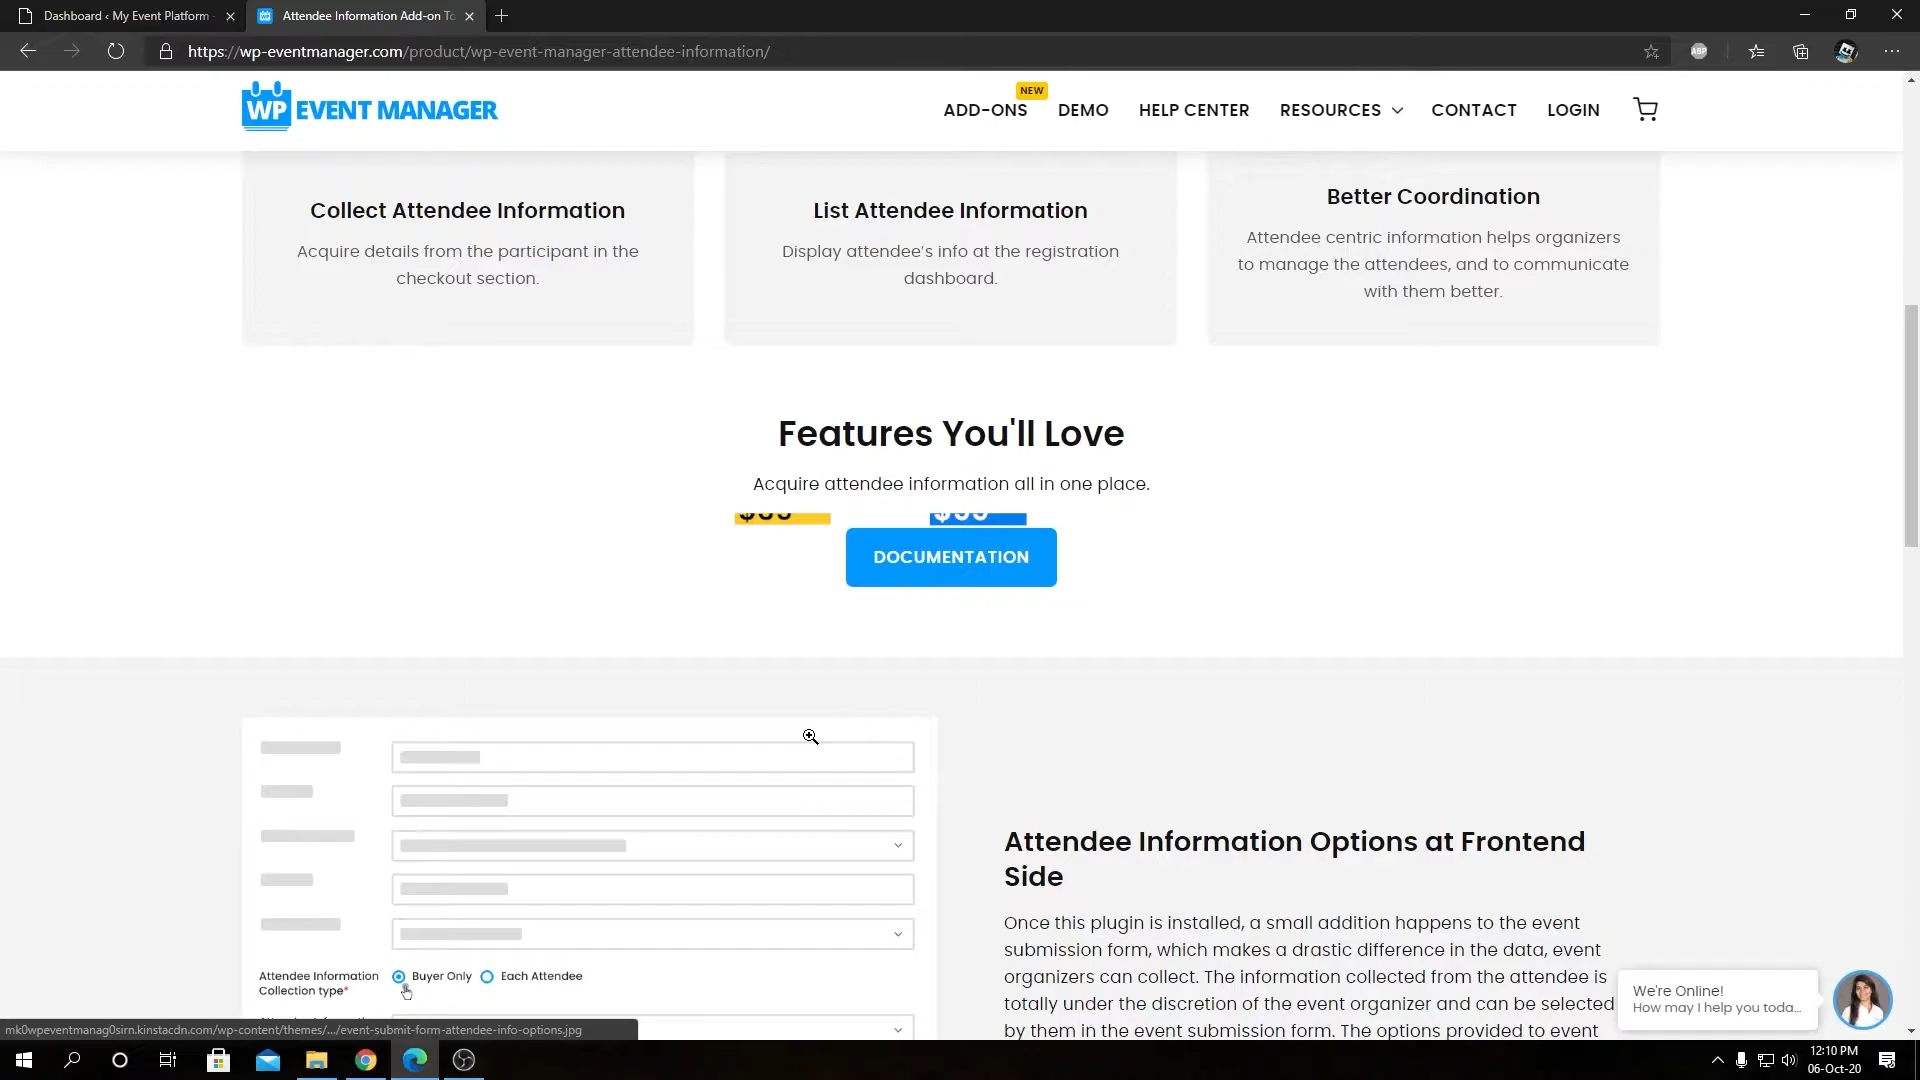 Dashboard ‹ My Event Platform
Attendee Information Add-on To
https://wp-eventmanager.com/product/wp-event-manager-attendee-information/
ABP
WP EVENT MANAGER
NEW
ADD-ONS
DEMO
HELP CENTER
RESOURCES
CONTACT
LOGIN
Collect Attendee Information
Acquire details from the participant in the
checkout section.
List Attendee Information
Display attendee's info at the registration
dashboard.
Better Coordination
Attendee centric information helps organizers
to manage the attendees, and to communicate
with them better.
Features You'll Love
Acquire attendee information all in one place.
DOCUMENTATION
Attendee Information
Collection type*
Buyer Only
Each Attendee
Attendee Information Options at Frontend
Side
Once this plugin is installed, a small addition happens to the event
submission form, which makes a drastic difference in the data, event
organizers can collect. The information collected from the attendee is
totally under the discretion of the event organizer and can be selected
by them in the event submission form. The options provided to event
We're Online!
How may I help you toda...
mk0wpeventmanag0sirn.kinstacdn.com/wp-content/themes/.../event-submit-form-attendee-info-options.jpg
12:10 PM
06-Oct-20